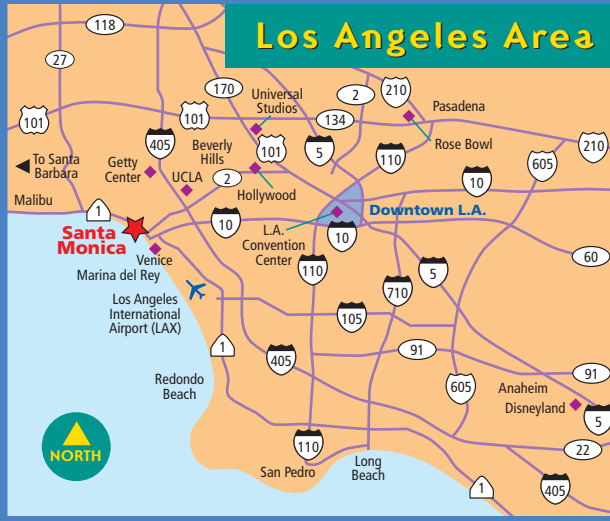 Los Angeles Area
118
27
170
Universal
Studios
2
210
Pasadena
101
101
134
Rose Bowl
To Santa
Barbara
405
Getty
Center
Beverly
Hills
101
5
110
605
210
UCLA
2
Hollywood
10
Malibu
1
Santa
Monica
10
L.A.
Convention
Center
Downtown L.A.
10
60
Venice
Marina del Rey
110
5
Los Angeles
International
Airport (LAX)
710
105
1
405
91
91
Redondo
Beach
605
Anaheim
Disneyland
5
NORTH
110
22
San Pedro
Long
Beach
1
405